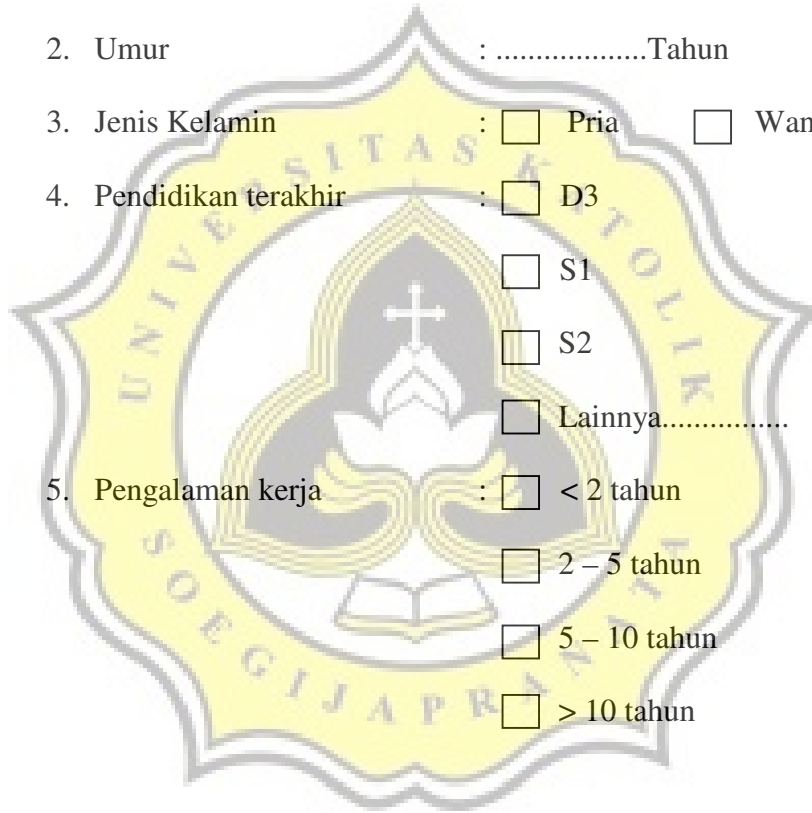 2. Umur : ...................Tahun
3. Jenis Kelamin : Pria Wan
4. Pendidikan terakhir : D3
S1
S2
Lainnya................
5. Pengalaman kerja : < 2 tahun
2 – 5 tahun
5 – 10 tahun
> 10 tahun
UNIVERSITAS KATOLIK
SOEGIJAPRANATA